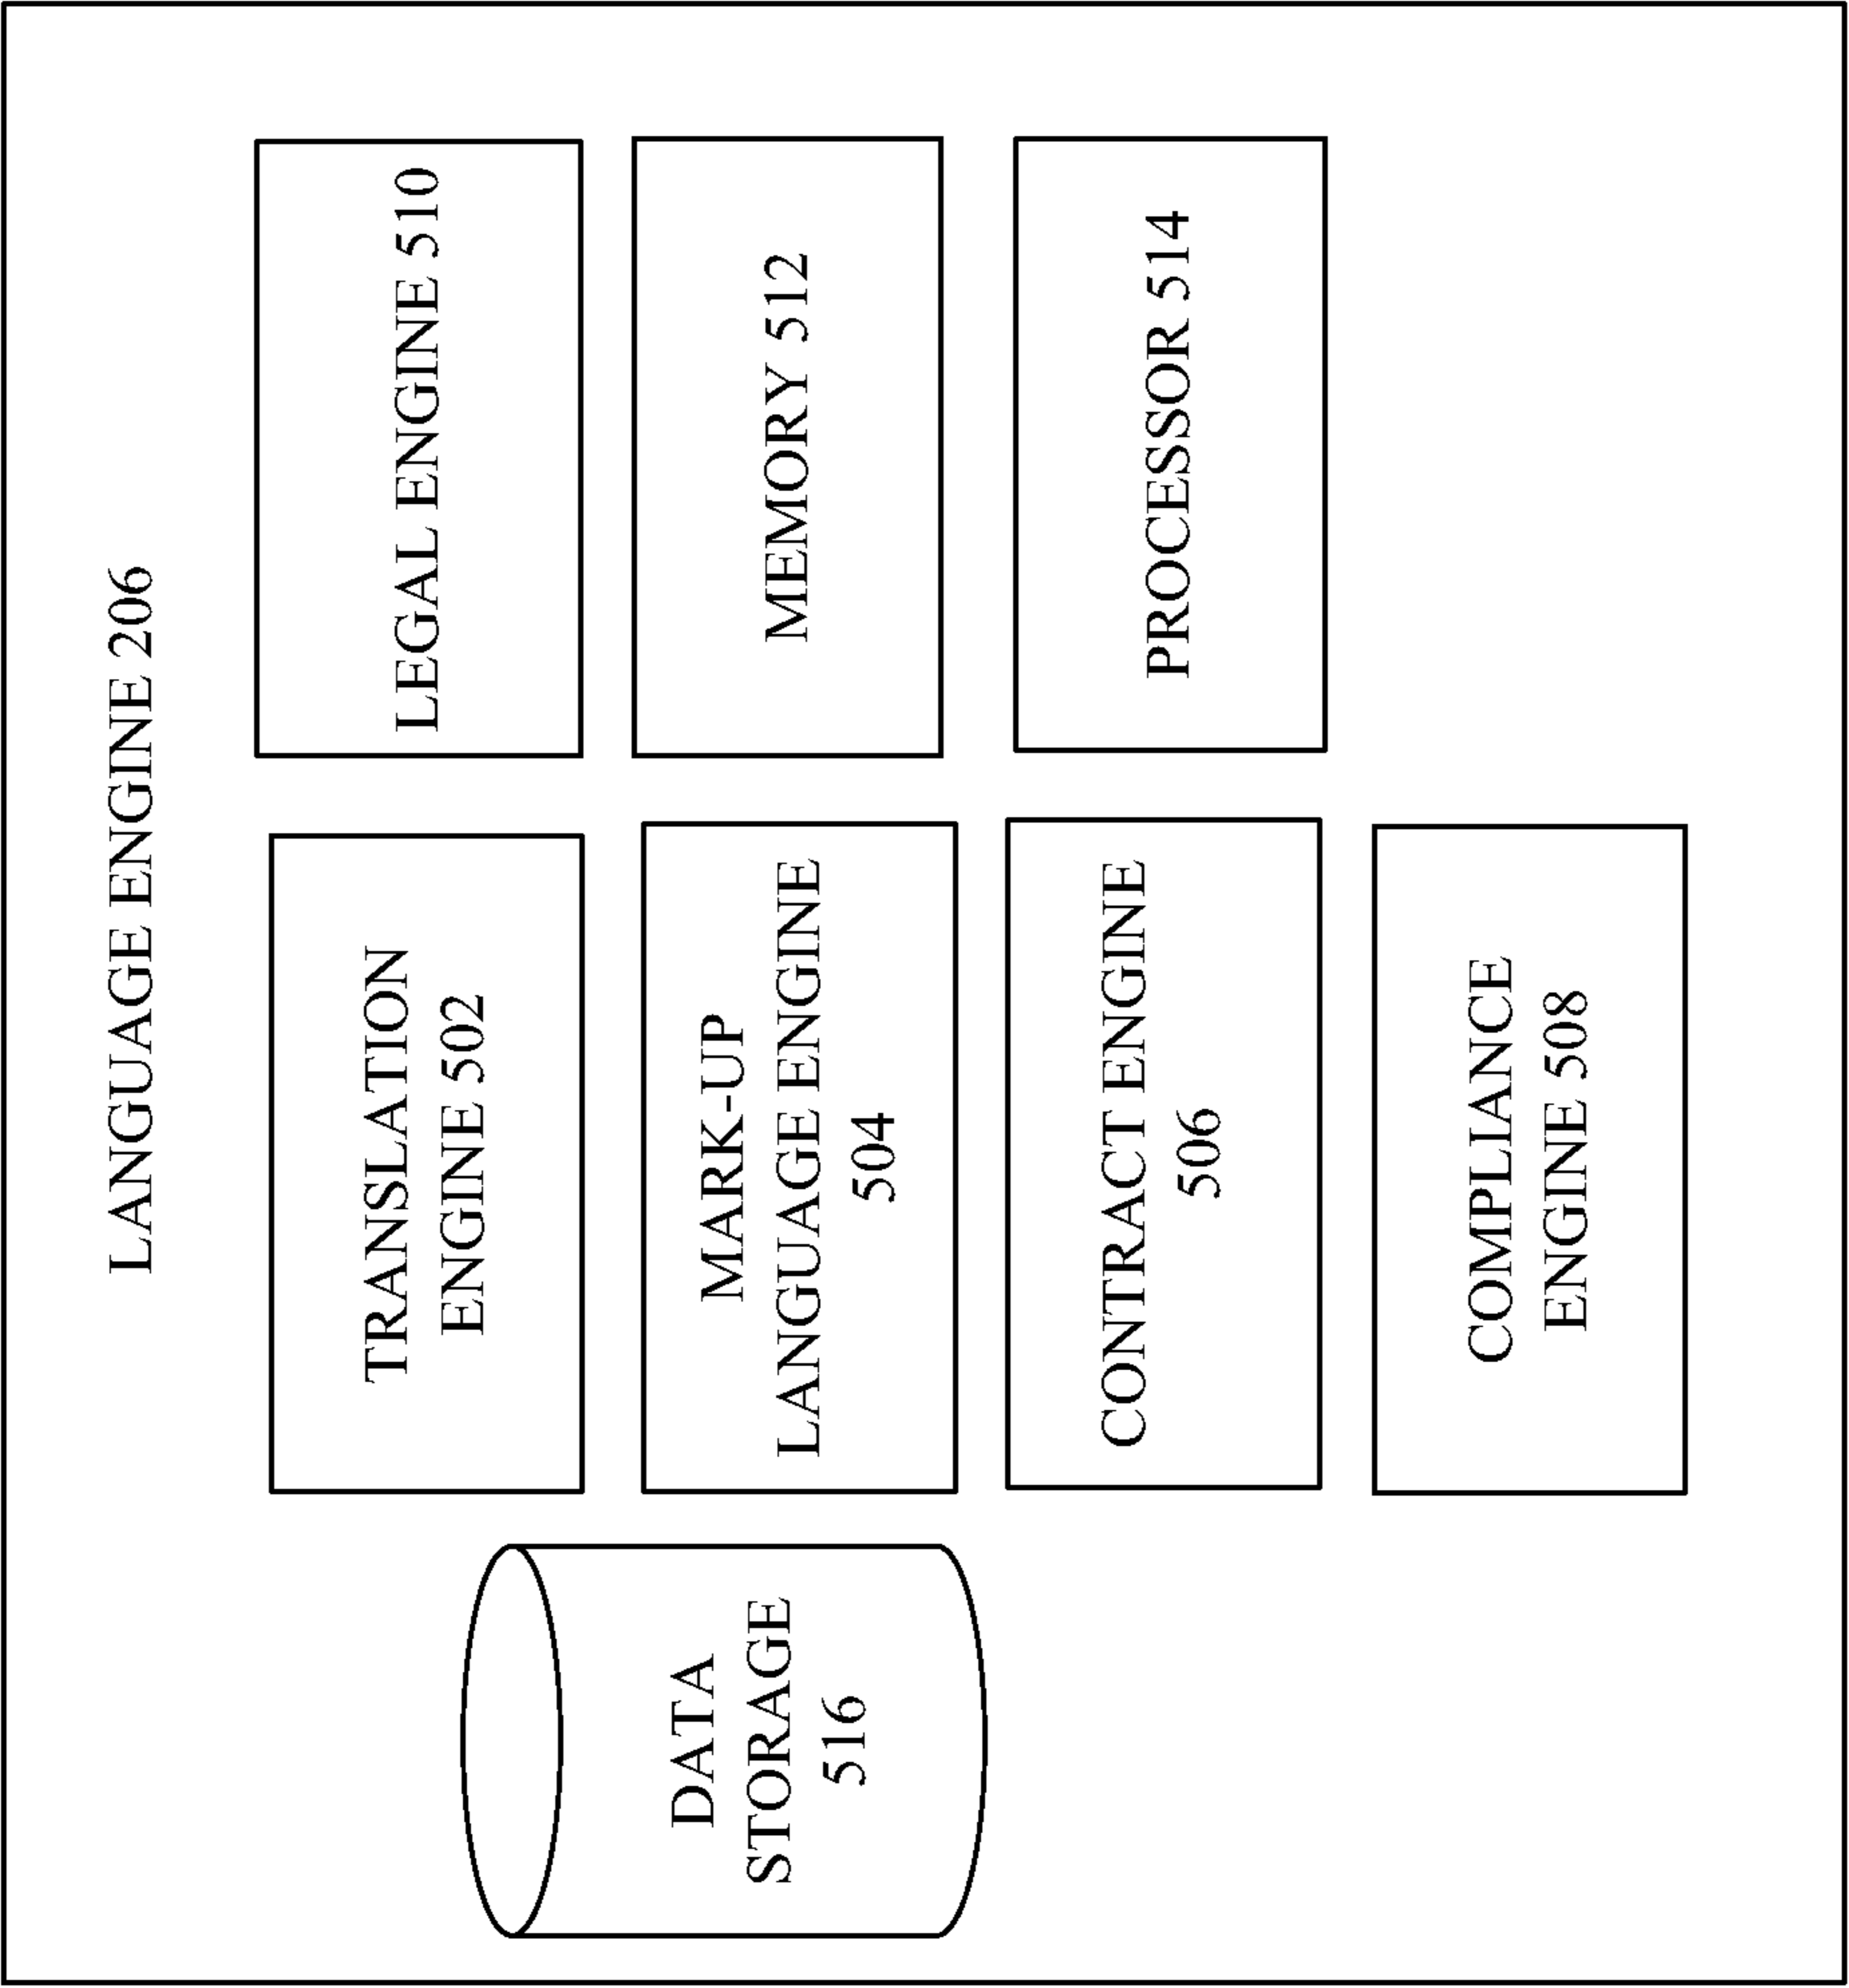 LANGUAGE ENGINE 206
DATA
STORAGE
516
TRANSLATION
ENGINE 502
MARK-UP
LANGUAGE ENGINE
504
CONTRACT ENGINE
506
COMPLIANCE
ENGINE 508
LEGAL ENGINE 510
MEMORY 512
PROCESSOR 514